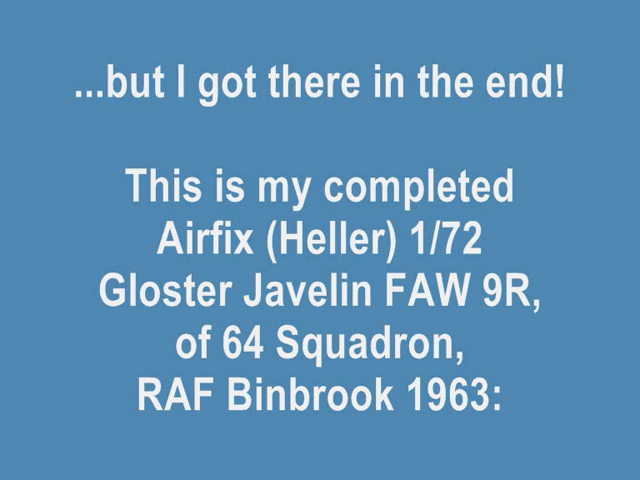 ...but I got there in the end!
This is my completed
Airfix (Heller) 1/72
Gloster Javelin FAW 9R,
of 64 Squadron,
RAF Binbrook 1963: